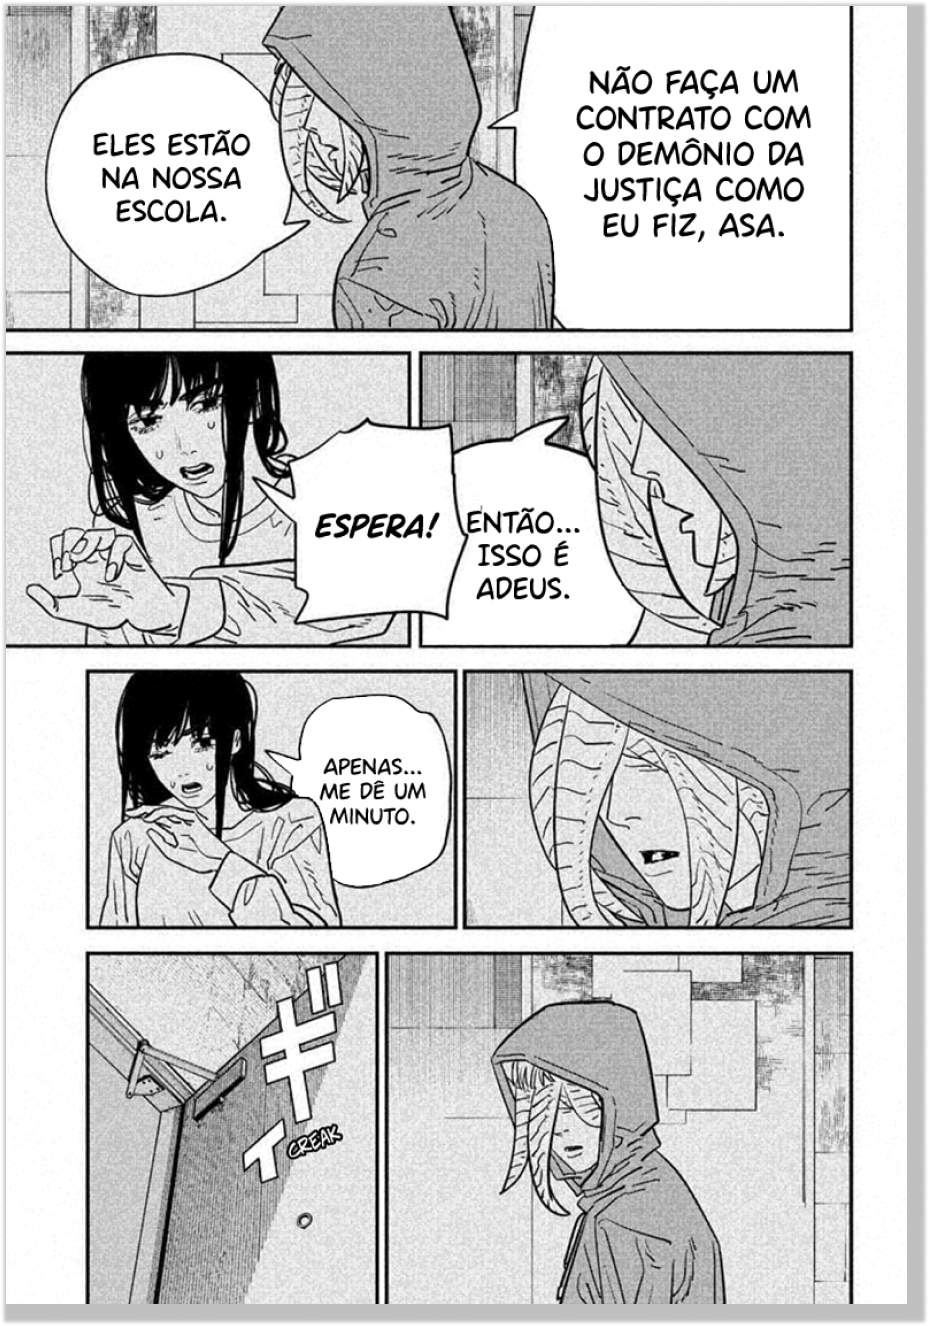 NÃO FAÇA UM
CONTRATO COM
O DEMÔNIO DA
JUSTIÇA COMO
EU FIZ, ASA.
ELES ESTÃO
NA NOSSA
ESCOLA.
ENTÃO...
ISSO É
ADEUS.
ESPERA!
APENAS...
ME DÊ UM
MINUTO.
ギィ
CREAK